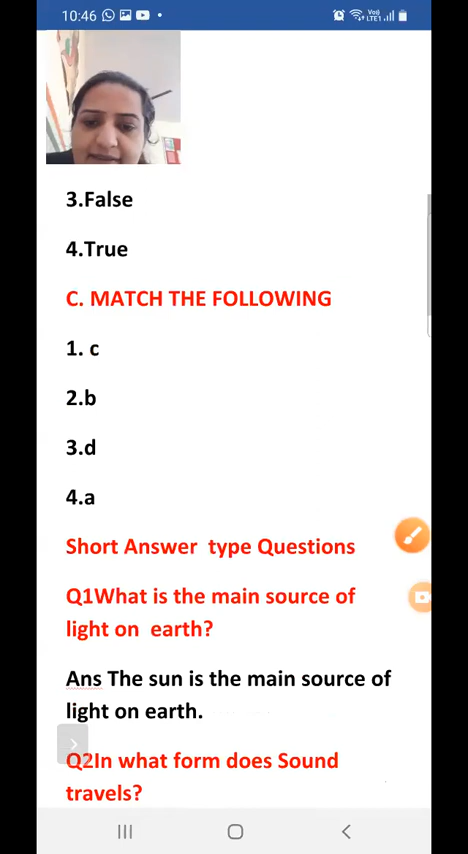 10:46
Vo))
LTE1
3.False
4.True
C. MATCH THE FOLLOWING
1. c
2.b
3.d
4.a
Short Answer type Questions
Q1What is the main source of
light on earth?
Ans The sun is the main source of
light on earth.
Q2In what form does Sound
travels?